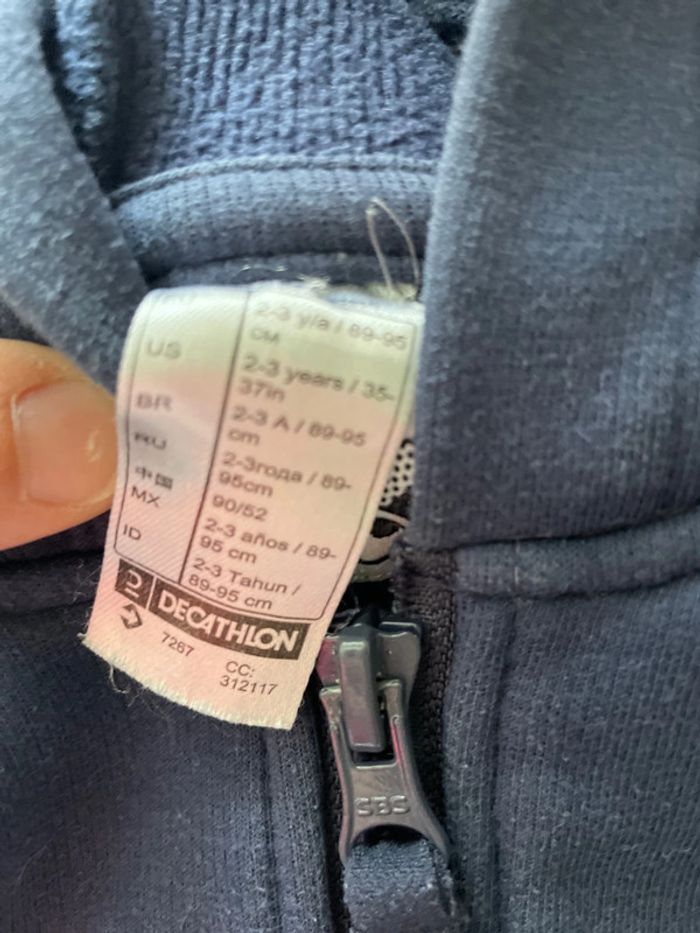 2-3 y/a / 89-95
CM
US 2-3 years / 35-
37in
BR 2-3 A / 89-95
cm
RU 2-3года / 89-
95cm
中国 90/52
MX 2-3 años / 89-
95 cm
ID 2-3 Tahun /
89-95 cm
2 DECATHLON
7287 CC:
312117
SBS